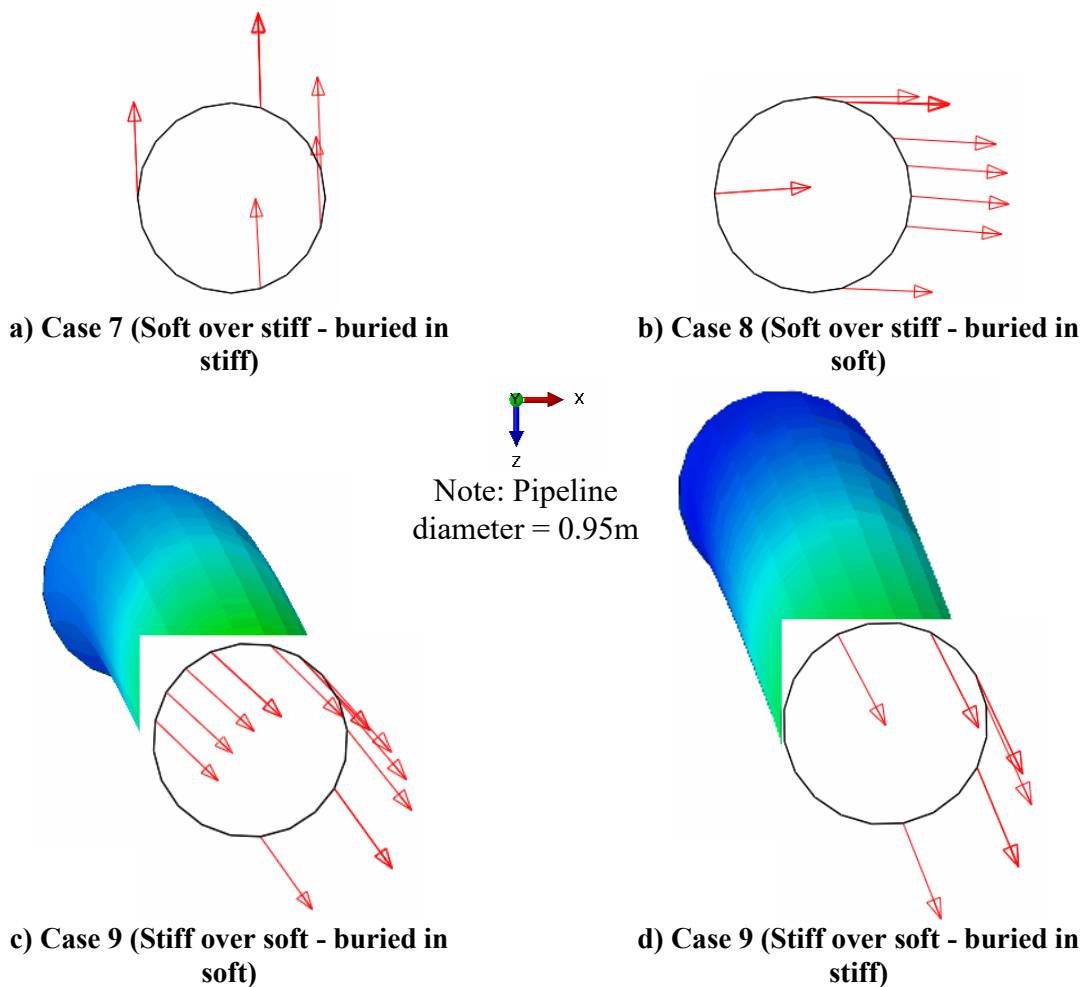 a) Case 7 (Soft over stiff - buried in
stiff)
b) Case 8 (Soft over stiff - buried in
soft)
Y
X
Z
Note: Pipeline
diameter = 0.95m
c) Case 9 (Stiff over soft - buried in
soft)
d) Case 9 (Stiff over soft - buried in
stiff)